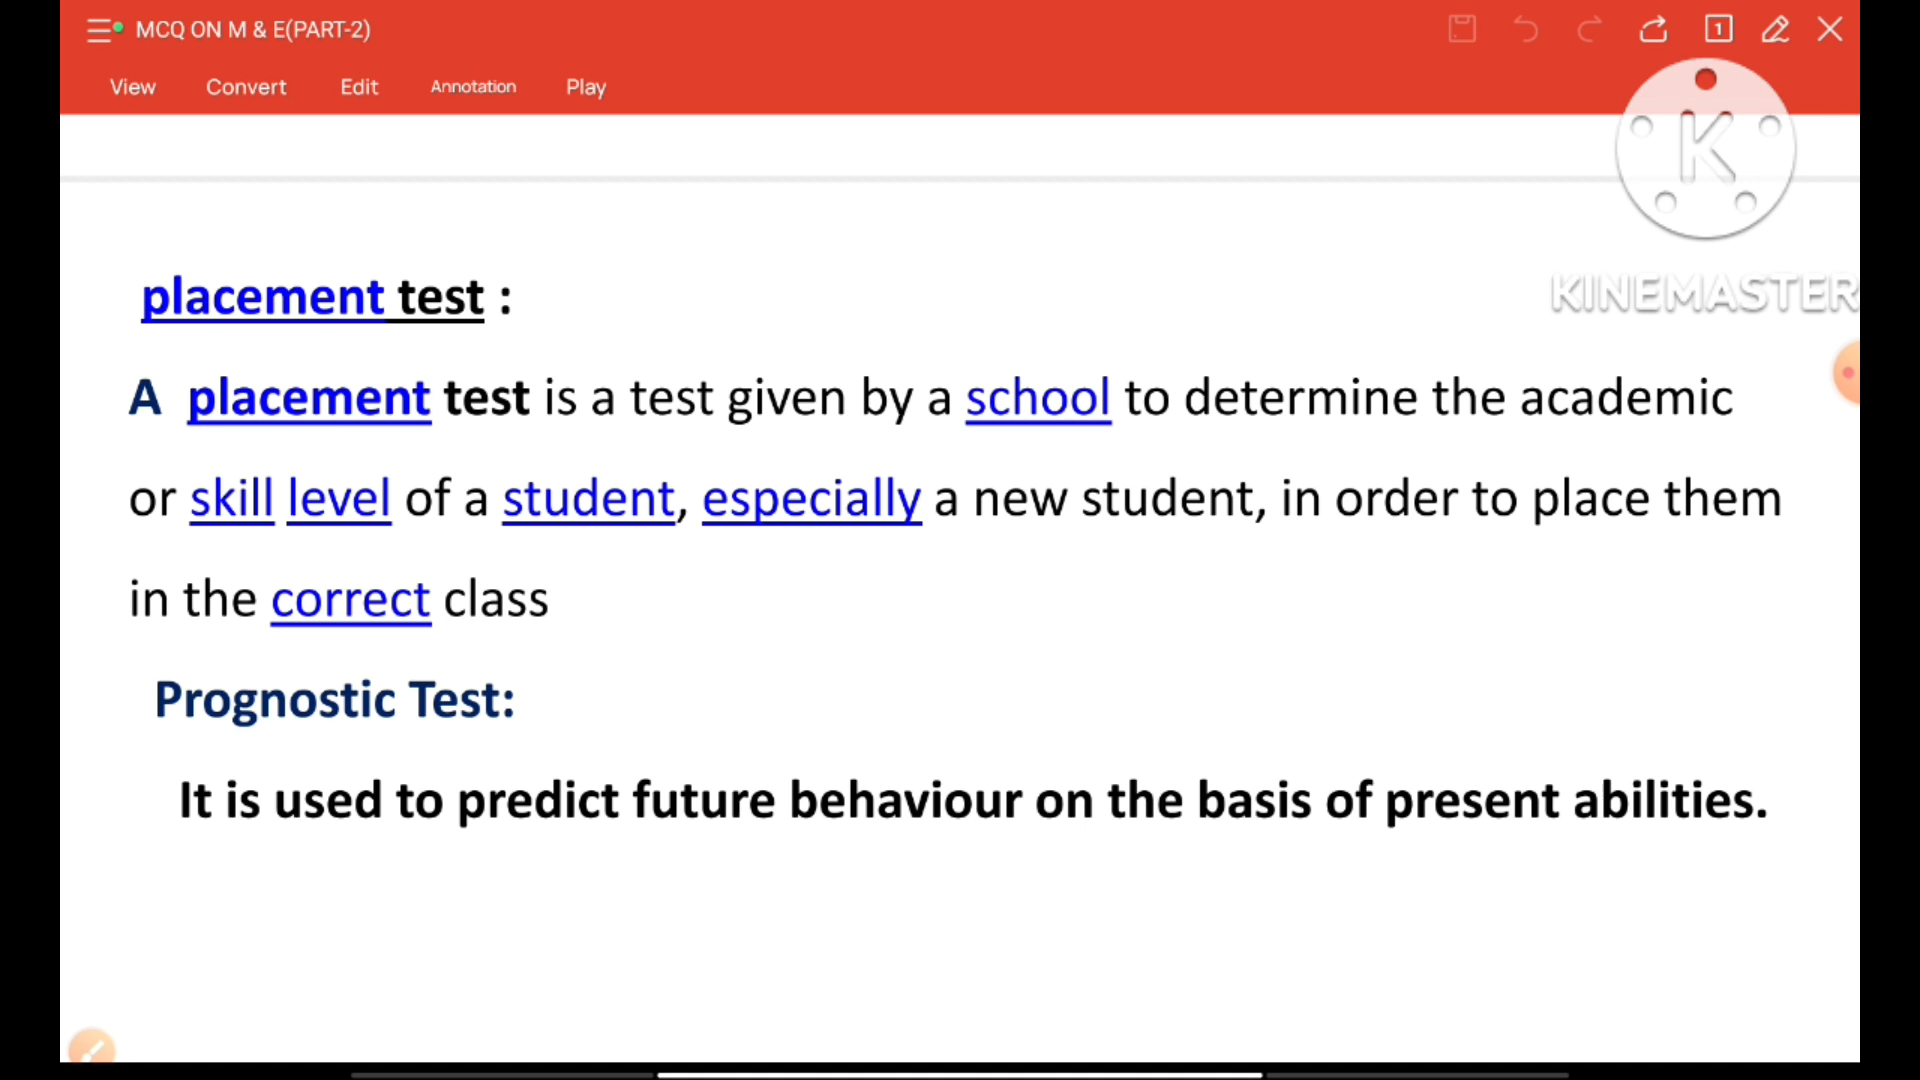 MCQ ON M & E(PART-2)
1
View Convert Edit Annotation Play
K
KINEMASTER
placement test :
A placement test is a test given by a school to determine the academic
or skill level of a student, especially a new student, in order to place them
in the correct class
Prognostic Test:
It is used to predict future behaviour on the basis of present abilities.